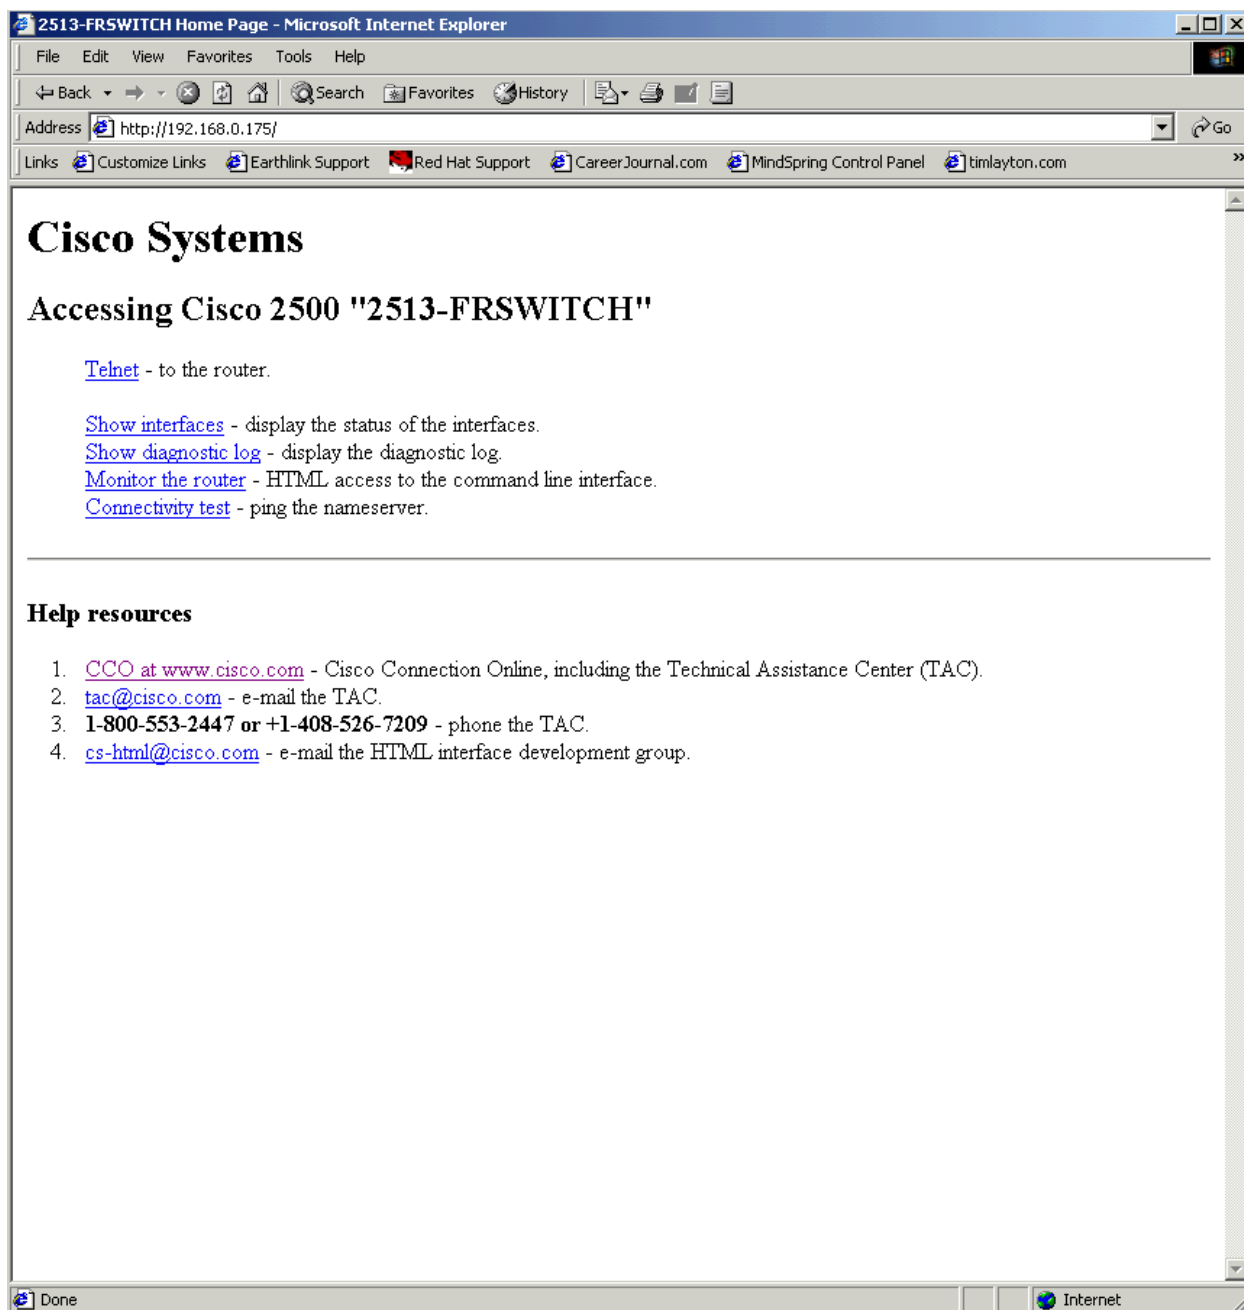 2513-FRSWITCH Home Page - Microsoft Internet Explorer
File Edit View Favorites Tools Help
Back Search Favorites History
Address http://192.168.0.175/ Go
Links Customize Links Earthlink Support Red Hat Support CareerJournal.com MindSpring Control Panel timlayton.com »
Cisco Systems
Accessing Cisco 2500 "2513-FRSWITCH"
Telnet - to the router.
Show interfaces - display the status of the interfaces.
Show diagnostic log - display the diagnostic log.
Monitor the router - HTML access to the command line interface.
Connectivity test - ping the nameserver.
Help resources
1. CCO at www.cisco.com - Cisco Connection Online, including the Technical Assistance Center (TAC).
2. tac@cisco.com - e-mail the TAC.
3. 1-800-553-2447 or +1-408-526-7209 - phone the TAC.
4. cs-html@cisco.com - e-mail the HTML interface development group.
Done Internet